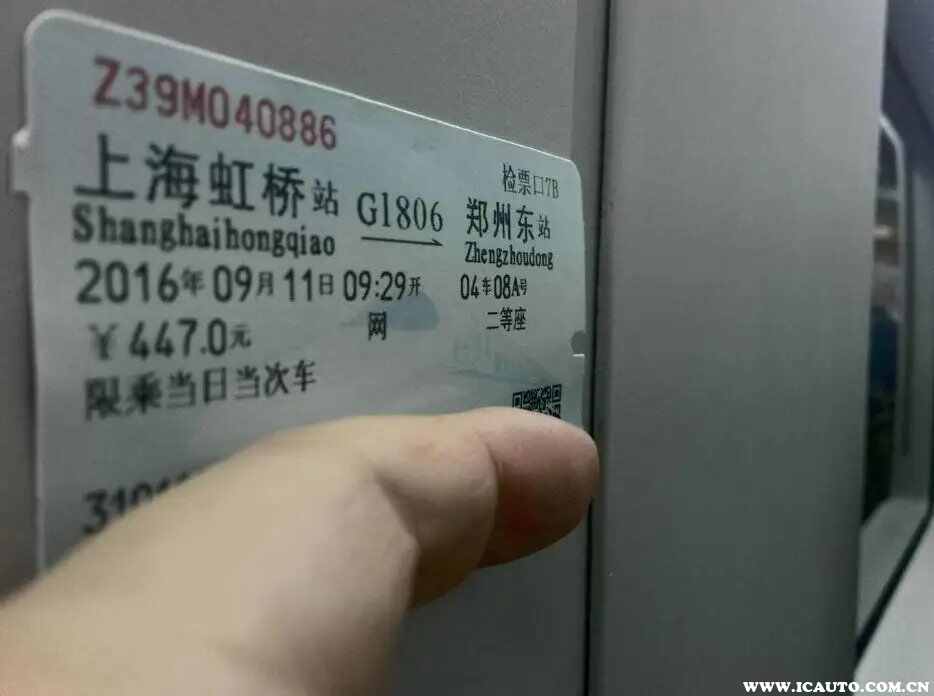 Z39M040886
检票口7B
上海虹桥站 G1806 郑州东站
Shanghaihongqiao Zhengzhoudong
2016年09月11日 09:29开 04车08A号
¥447.0元 网 二等座
限乘当日当次车
WWW.ICAUTO.COM.CN